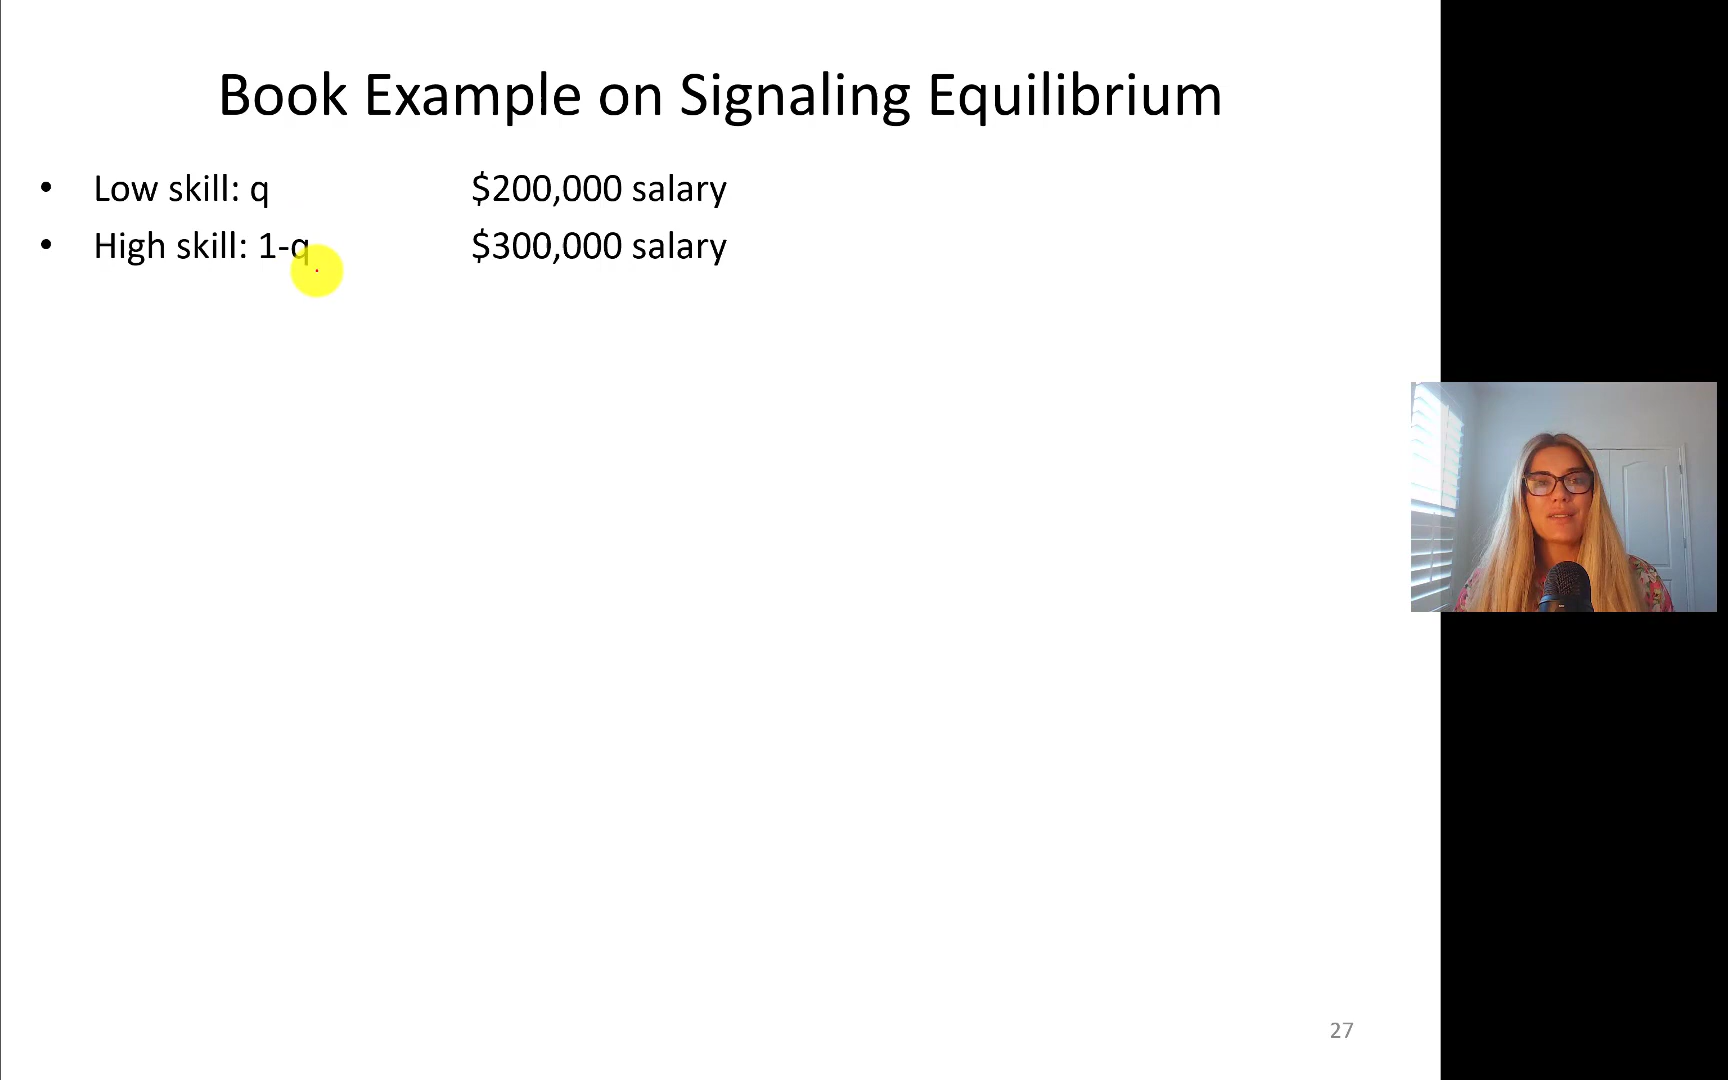 Book Example on Signaling Equilibrium
• Low skill: q $200,000 salary
• High skill: 1-q $300,000 salary
27